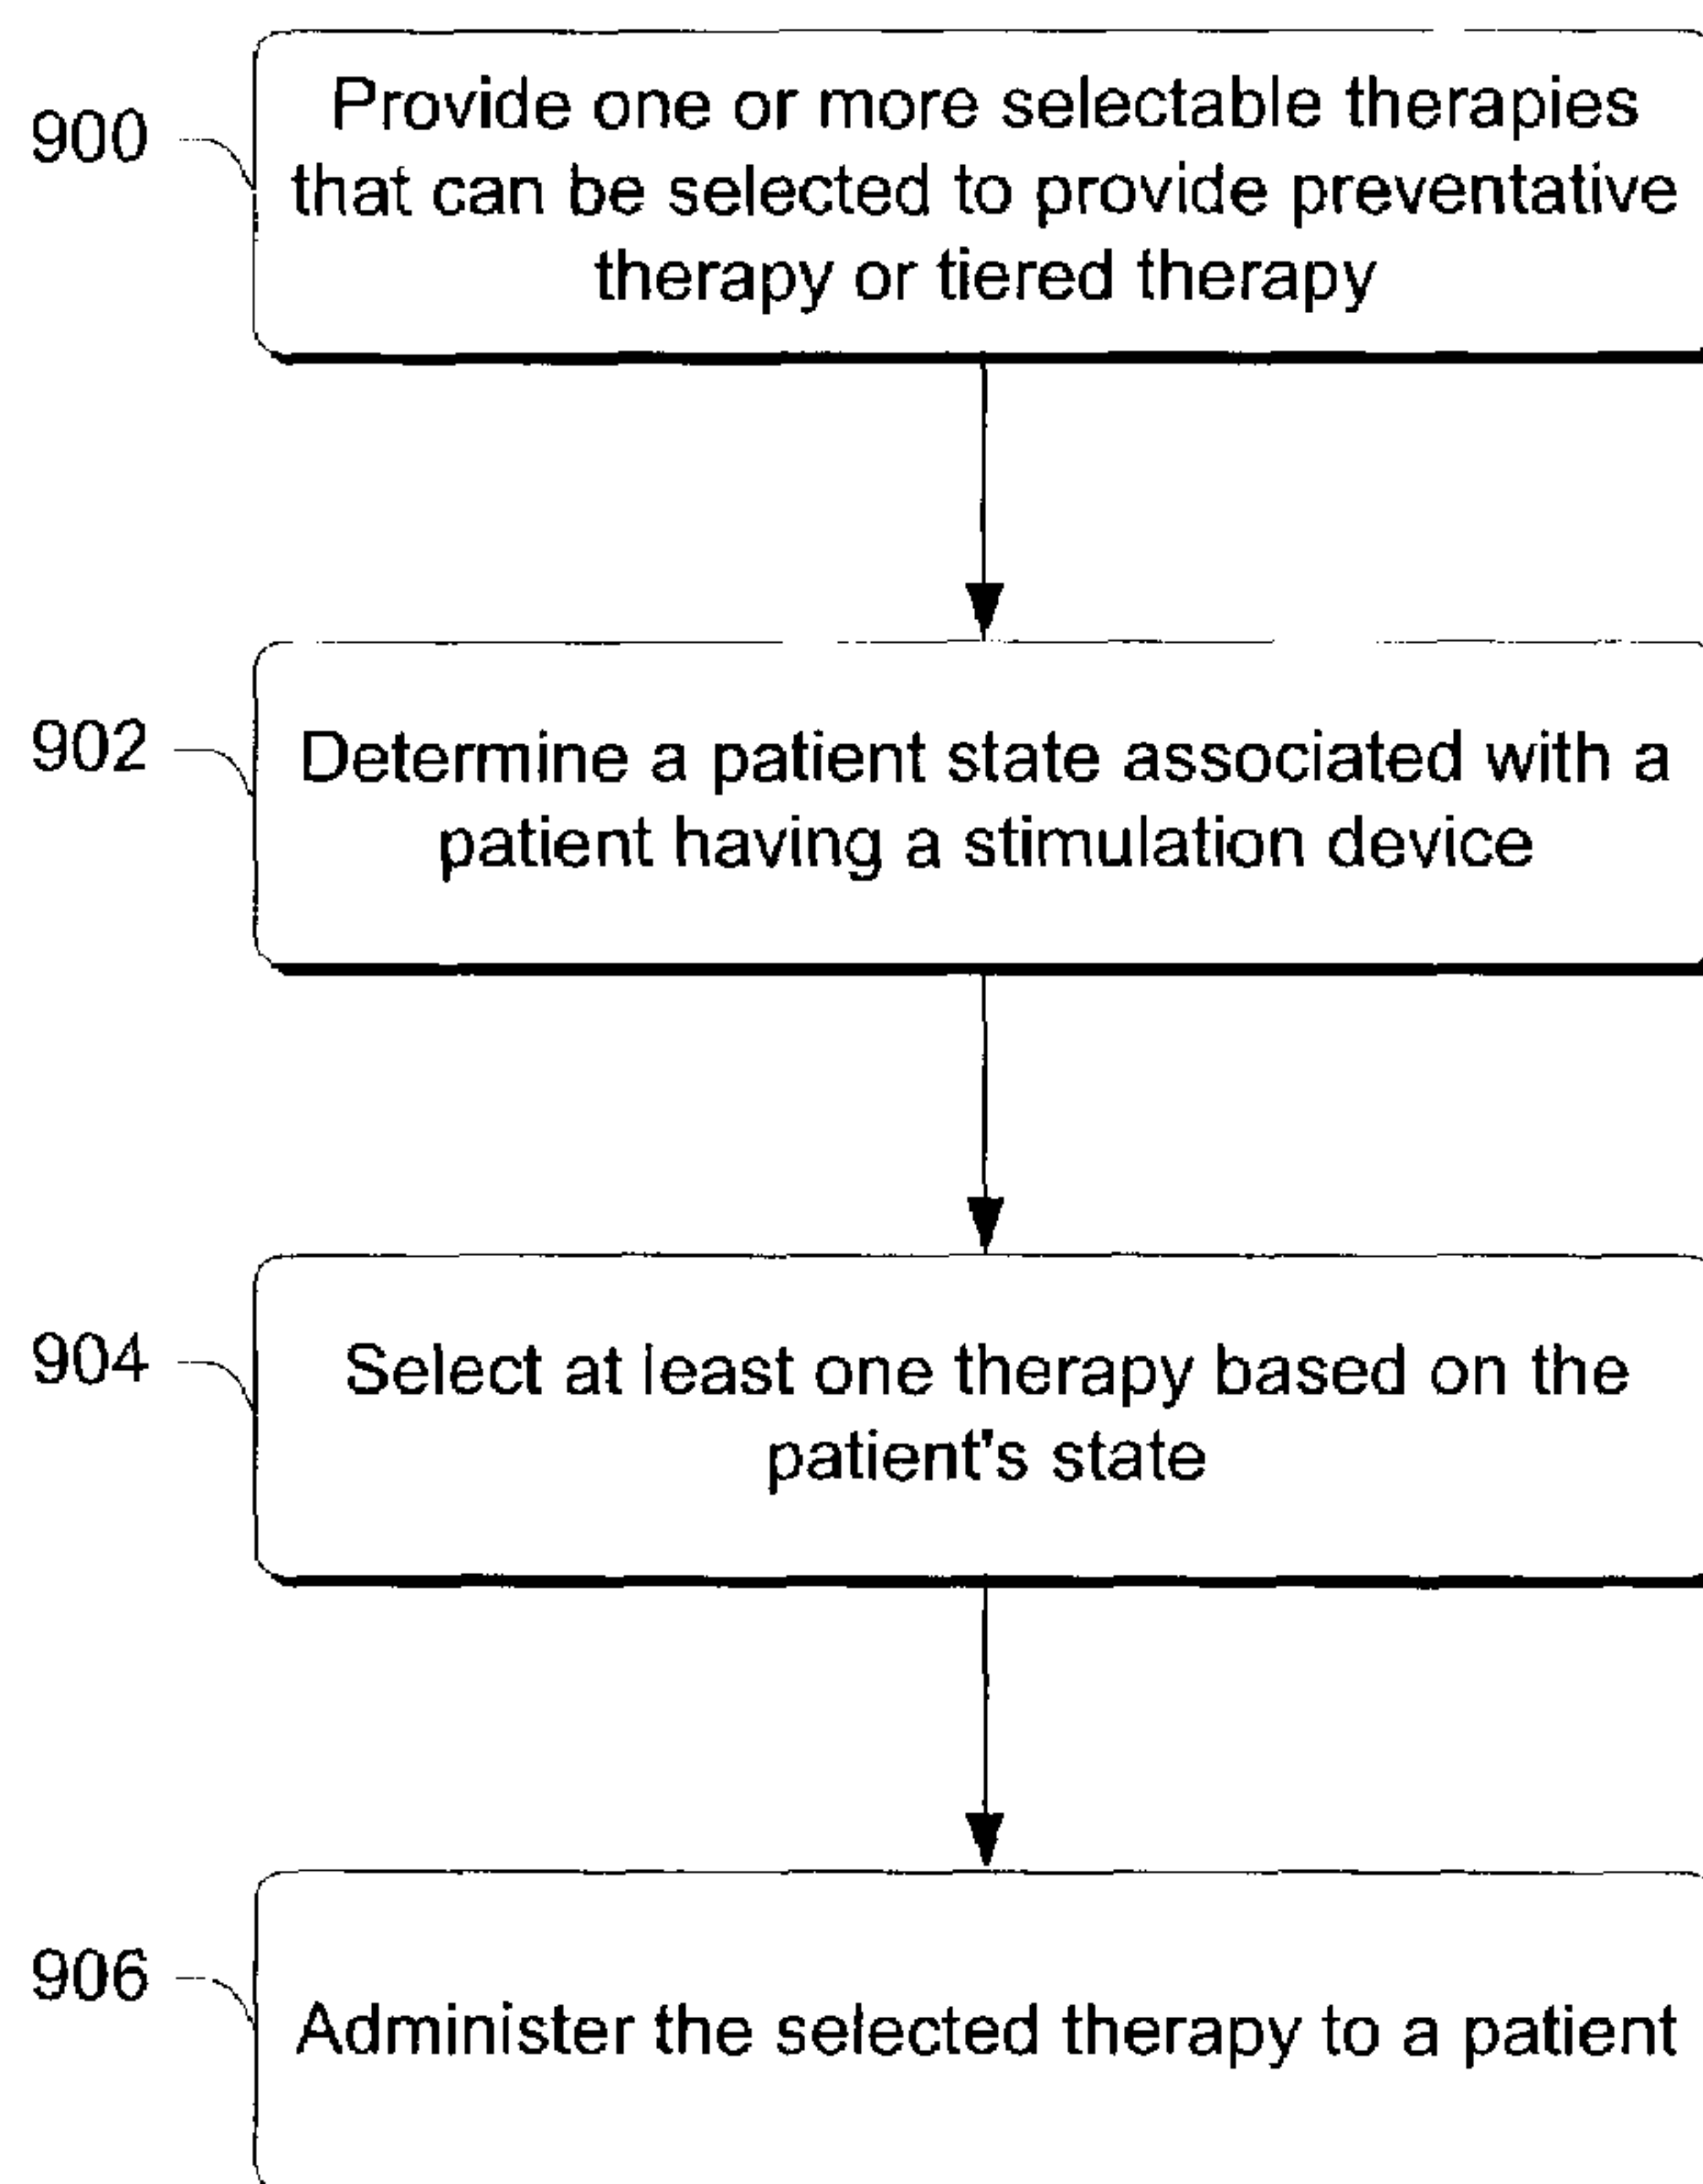 900
Provide one or more selectable therapies
that can be selected to provide preventative
therapy or tiered therapy
902
Determine a patient state associated with a
patient having a stimulation device
904
Select at least one therapy based on the
patient's state
906
Administer the selected therapy to a patient